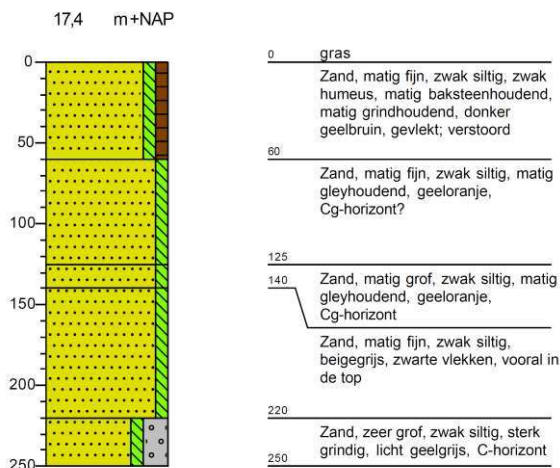 17,4 m+NAP
0
50
100
150
200
250
0 gras
Zand, matig fijn, zwak siltig, zwak
humeus, matig baksteenhoudend,
matig grindhoudend, donker
geelbruin, gevlekt; verstoord
60
Zand, matig fijn, zwak siltig, matig
gleyhoudend, geeloranje,
Cg-horizont?
125
Zand, matig grof, zwak siltig, matig
gleyhoudend, geeloranje,
Cg-horizont
140
Zand, matig fijn, zwak siltig,
beigegrijs, zwarte vlekken, vooral in
de top
220
Zand, zeer grof, zwak siltig, sterk
grindig, licht geelgrijs, C-horizont
250